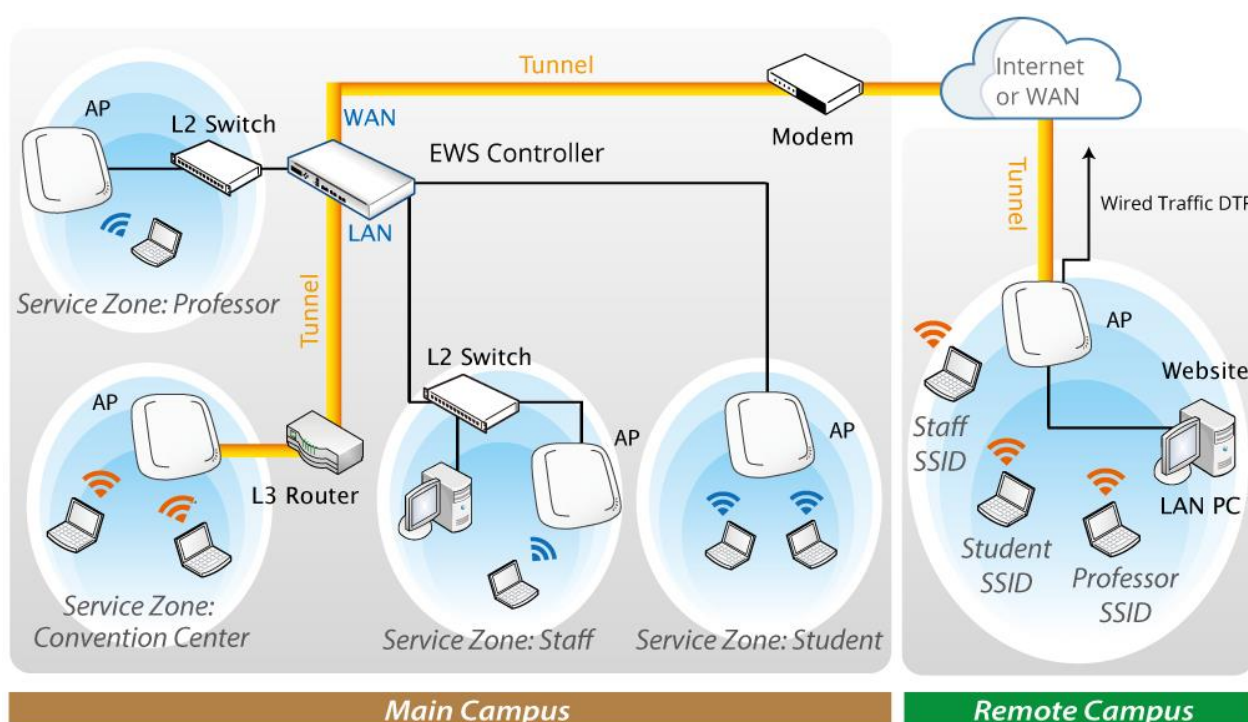 Tunnel
Internet
or WAN
AP
L2 Switch
WAN
EWS Controller
Modem
LAN
Tunnel
Wired Traffic DTP
Service Zone: Professor
Tunnel
AP
L2 Switch
Website
AP
AP
AP
Staff
SSID
L3 Router
LAN PC
Student
SSID
Professor
SSID
Service Zone:
Convention Center
Service Zone: Staff
Service Zone: Student
Main Campus
Remote Campus